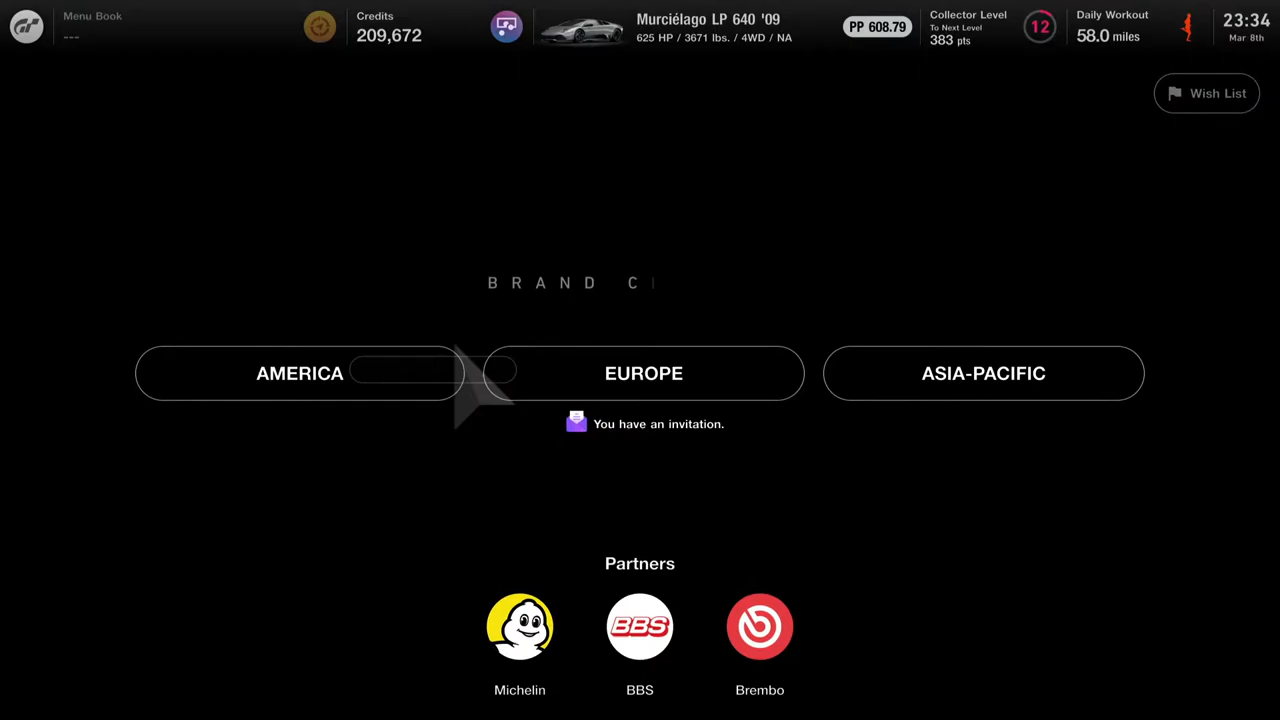 Menu Book
---
Credits
209,672
Murciélago LP 640 '09
625 HP / 3671 lbs. / 4WD / NA
PP 608.79
Collector Level
To Next Level
383 pts
12
Daily Workout
58.0 miles
23:34
Mar 8th
Wish List
BRAND C
AMERICA
EUROPE
ASIA-PACIFIC
You have an invitation.
Partners
BBS
Michelin
BBS
Brembo